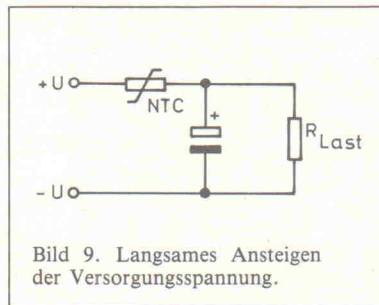 +U
NTC
+
R Last
-U
Bild 9. Langsames Ansteigen
der Versorgungsspannung.